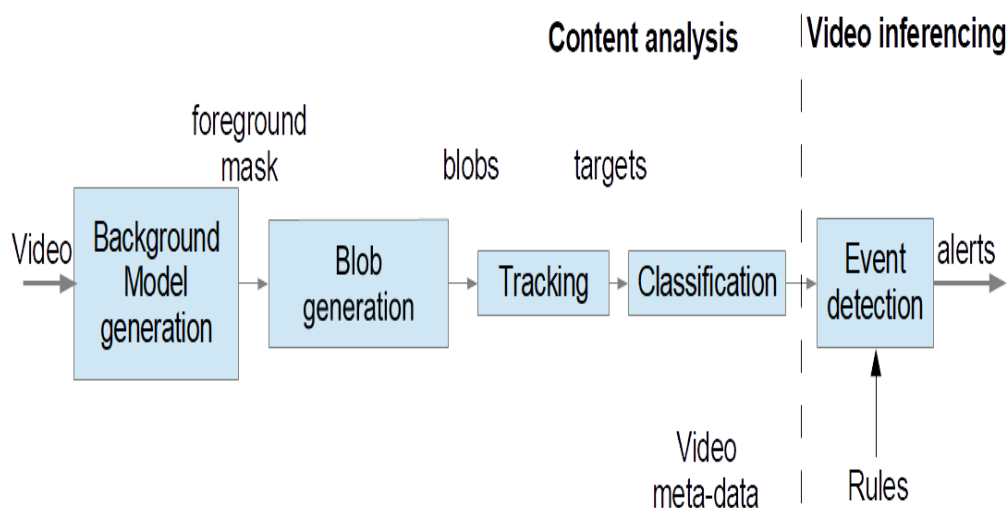 Content analysis
Video inferencing
foreground
mask
blobs
targets
Video
Background
Model
generation
Blob
generation
Tracking
Classification
Event
detection
alerts
Video
meta-data
Rules